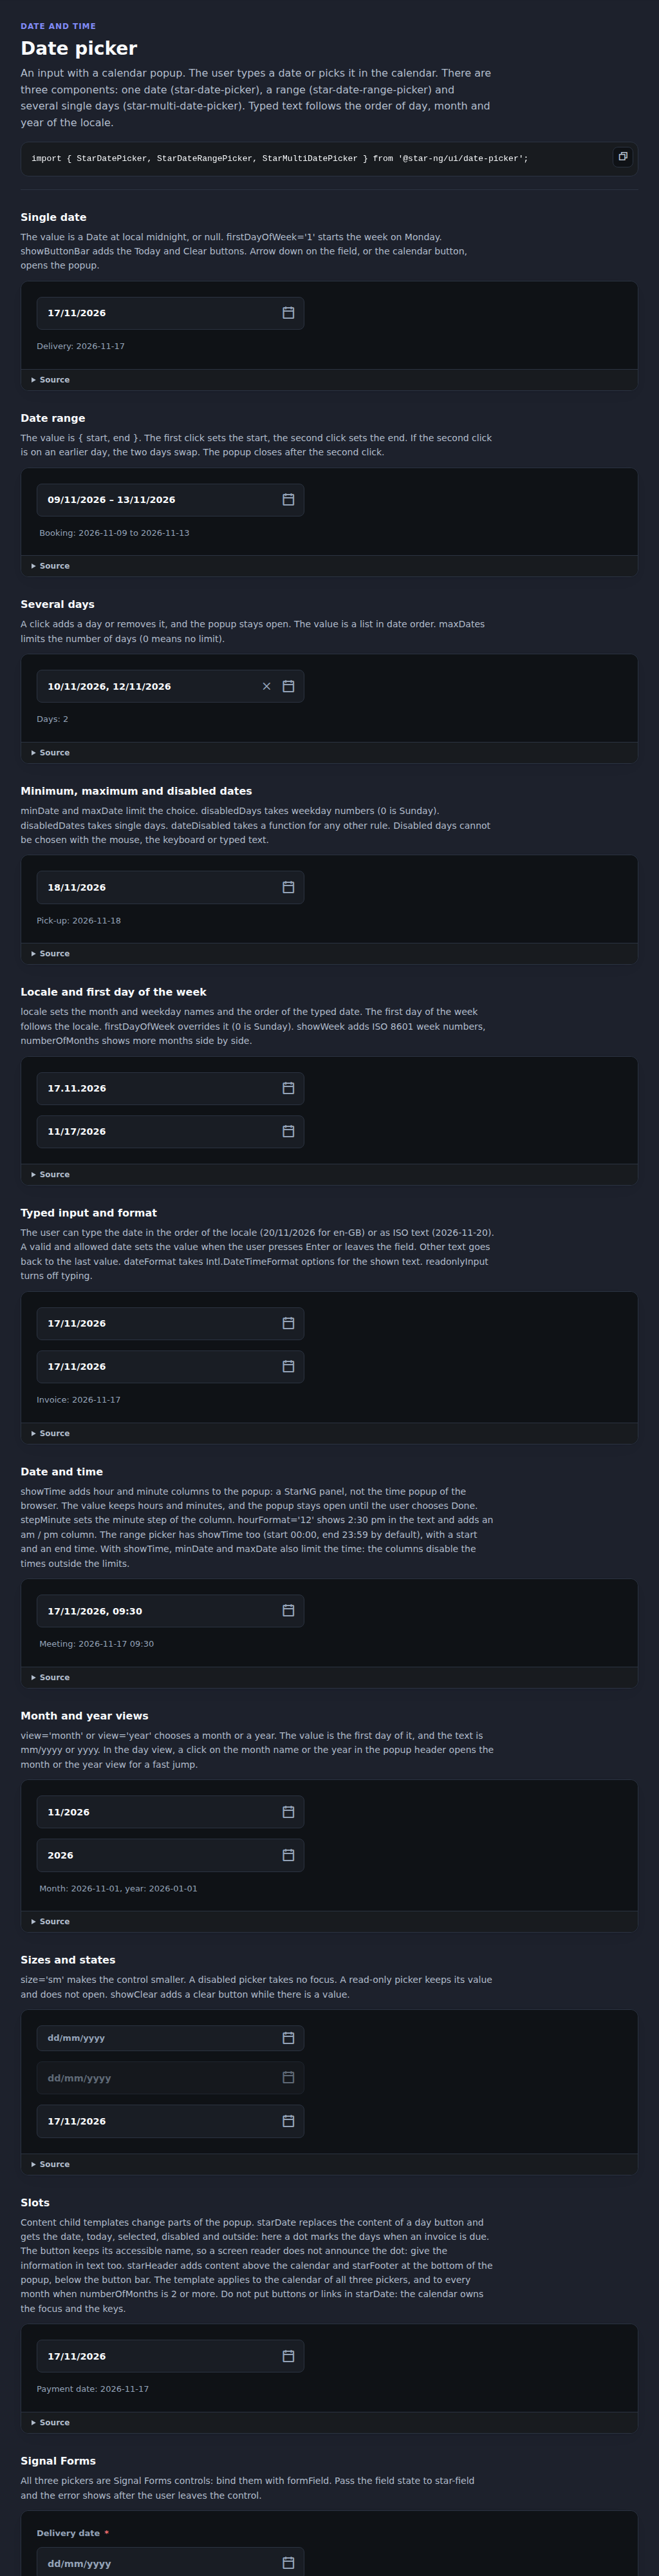 DATE AND TIME
Date picker
An input with a calendar popup. The user types a date or picks it in the calendar. There are
three components: one date (star-date-picker), a range (star-date-range-picker) and
several single days (star-multi-date-picker). Typed text follows the order of day, month and
year of the locale.
import { StarDatePicker, StarDateRangePicker, StarMultiDatePicker } from '@star-ng/ui/date-picker';
Single date
The value is a Date at local midnight, or null. firstDayOfWeek='1' starts the week on Monday.
showButtonBar adds the Today and Clear buttons. Arrow down on the field, or the calendar button,
opens the popup.
17/11/2026
Delivery: 2026-11-17
Source
Date range
The value is { start, end }. The first click sets the start, the second click sets the end. If the second click
is on an earlier day, the two days swap. The popup closes after the second click.
09/11/2026 – 13/11/2026
Booking: 2026-11-09 to 2026-11-13
Source
Several days
A click adds a day or removes it, and the popup stays open. The value is a list in date order. maxDates
limits the number of days (0 means no limit).
10/11/2026, 12/11/2026
Days: 2
Source
Minimum, maximum and disabled dates
minDate and maxDate limit the choice. disabledDays takes weekday numbers (0 is Sunday).
disabledDates takes single days. dateDisabled takes a function for any other rule. Disabled days cannot
be chosen with the mouse, the keyboard or typed text.
18/11/2026
Pick-up: 2026-11-18
Source
Locale and first day of the week
locale sets the month and weekday names and the order of the typed date. The first day of the week
follows the locale. firstDayOfWeek overrides it (0 is Sunday). showWeek adds ISO 8601 week numbers,
numberOfMonths shows more months side by side.
17.11.2026
11/17/2026
Source
Typed input and format
The user can type the date in the order of the locale (20/11/2026 for en-GB) or as ISO text (2026-11-20).
A valid and allowed date sets the value when the user presses Enter or leaves the field. Other text goes
back to the last value. dateFormat takes Intl.DateTimeFormat options for the shown text. readonlyInput
turns off typing.
17/11/2026
17/11/2026
Invoice: 2026-11-17
Source
Date and time
showTime adds hour and minute columns to the popup: a StarNG panel, not the time popup of the
browser. The value keeps hours and minutes, and the popup stays open until the user chooses Done.
stepMinute sets the minute step of the column. hourFormat='12' shows 2:30 pm in the text and adds an
am / pm column. The range picker has showTime too (start 00:00, end 23:59 by default), with a start
and an end time. With showTime, minDate and maxDate also limit the time: the columns disable the
times outside the limits.
17/11/2026, 09:30
Meeting: 2026-11-17 09:30
Source
Month and year views
view='month' or view='year' chooses a month or a year. The value is the first day of it, and the text is
mm/yyyy or yyyy. In the day view, a click on the month name or the year in the popup header opens the
month or the year view for a fast jump.
11/2026
2026
Month: 2026-11-01, year: 2026-01-01
Source
Sizes and states
size='sm' makes the control smaller. A disabled picker takes no focus. A read-only picker keeps its value
and does not open. showClear adds a clear button while there is a value.
dd/mm/yyyy
dd/mm/yyyy
17/11/2026
Source
Slots
Content child templates change parts of the popup. starDate replaces the content of a day button and
gets the date, today, selected, disabled and outside: here a dot marks the days when an invoice is due.
The button keeps its accessible name, so a screen reader does not announce the dot: give the
information in text too. starHeader adds content above the calendar and starFooter at the bottom of the
popup, below the button bar. The template applies to the calendar of all three pickers, and to every
month when numberOfMonths is 2 or more. Do not put buttons or links in starDate: the calendar owns
the focus and the keys.
17/11/2026
Payment date: 2026-11-17
Source
Signal Forms
All three pickers are Signal Forms controls: bind them with formField. Pass the field state to star-field
and the error shows after the user leaves the control.
Delivery date *
dd/mm/yyyy